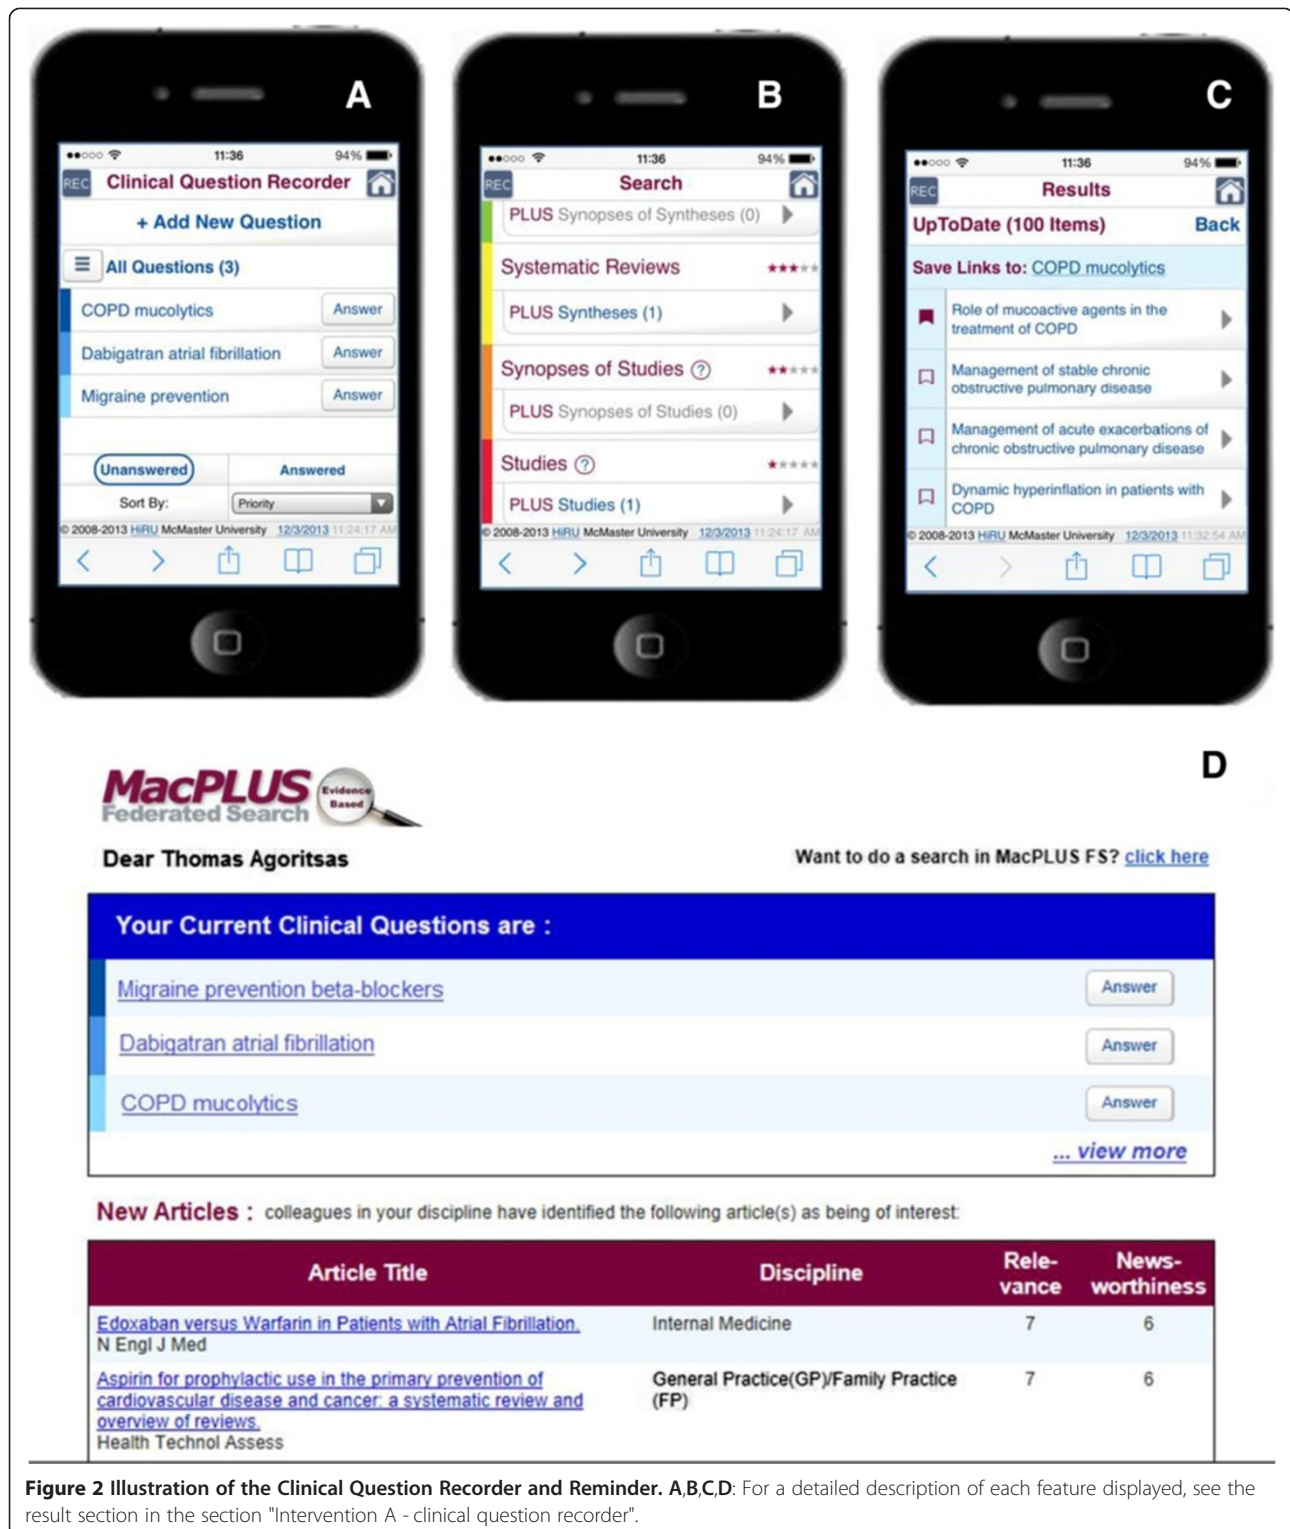 A
11:36
94%
REC
Clinical Question Recorder
+ Add New Question
All Questions (3)
COPD mucolytics
Answer
Dabigatran atrial fibrillation
Answer
Migraine prevention
Answer
Unanswered
Answered
Sort By:
Priority
© 2008-2013 HiRU McMaster University 12/3/2013 11:24:17 AM
B
11:36
94%
REC
Search
PLUS Synopses of Syntheses (0)
Systematic Reviews
PLUS Syntheses (1)
Synopses of Studies ?
PLUS Synopses of Studies (0)
Studies ?
PLUS Studies (1)
© 2008-2013 HiRU McMaster University 12/3/2013 11:24:17 AM
C
11:36
94%
REC
Results
UpToDate (100 Items)
Back
Save Links to: COPD mucolytics
Role of mucoactive agents in the
treatment of COPD
Management of stable chronic
obstructive pulmonary disease
Management of acute exacerbations of
chronic obstructive pulmonary disease
Dynamic hyperinflation in patients with
COPD
© 2008-2013 HiRU McMaster University 12/3/2013 11:32:54 AM
D
MacPLUS
Federated Search
Evidence
Based
Dear Thomas Agoritsas
Want to do a search in MacPLUS FS? click here
Your Current Clinical Questions are :
Migraine prevention beta-blockers
Answer
Dabigatran atrial fibrillation
Answer
COPD mucolytics
Answer
... view more
New Articles : colleagues in your discipline have identified the following article(s) as being of interest:
Article Title
Discipline
Rele-
vance
News-
worthiness
Edoxaban versus Warfarin in Patients with Atrial Fibrillation.
N Engl J Med
Internal Medicine
7
6
Aspirin for prophylactic use in the primary prevention of
cardiovascular disease and cancer: a systematic review and
overview of reviews.
Health Technol Assess
General Practice(GP)/Family Practice
(FP)
7
6
Figure 2 Illustration of the Clinical Question Recorder and Reminder. A,B,C,D: For a detailed description of each feature displayed, see the
result section in the section "Intervention A - clinical question recorder".